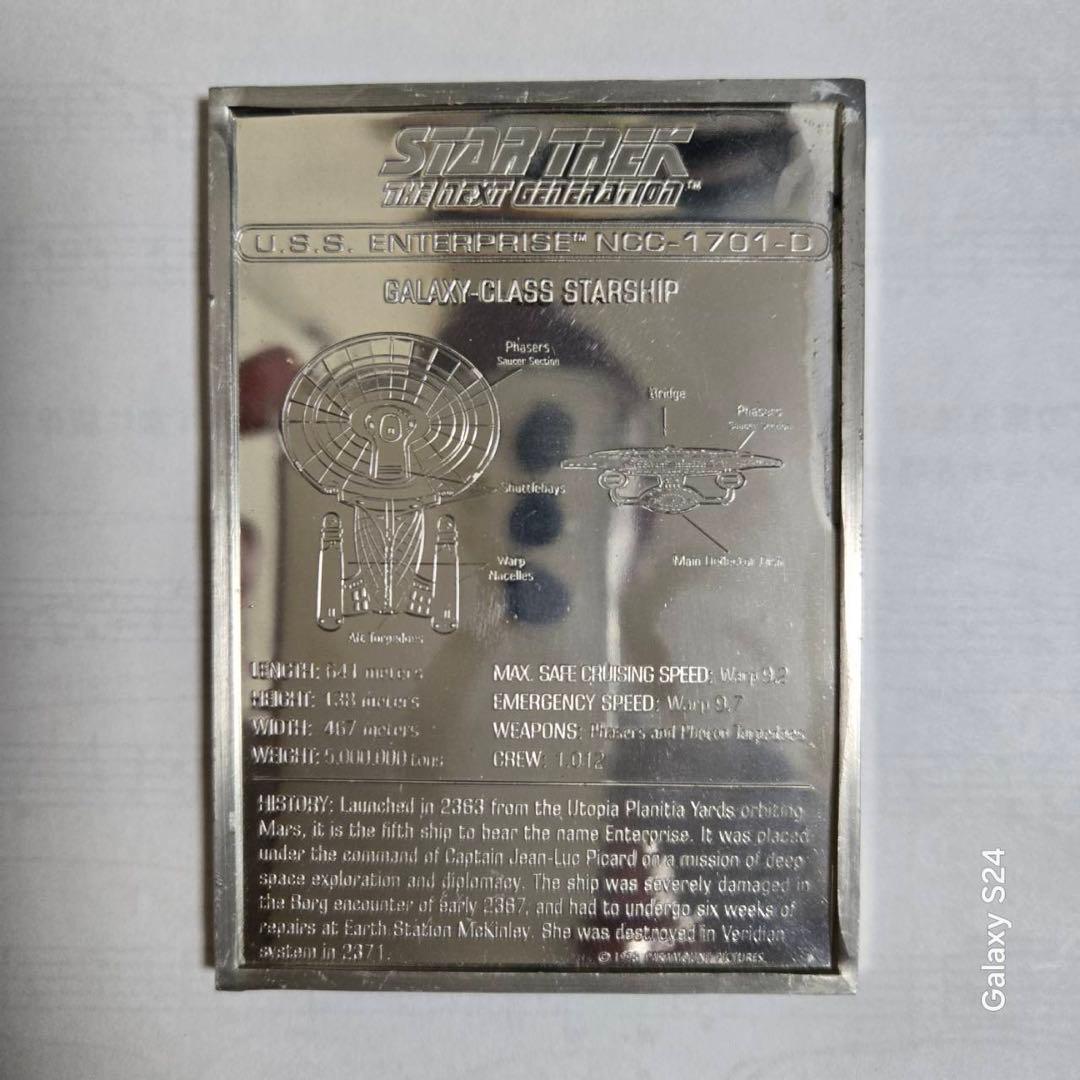 STAR TREK
THE NEXT GENERATION™
U.S.S. ENTERPRISE™ NCC-1701-D
GALAXY-CLASS STARSHIP
Phasers
Saucer Section
Bridge
Phasers
Saucer Section
Shuttlebays
Main Deflector Dish
Warp
Nacelles
Aft Torpedoes
LENGTH: 641 meters
HEIGHT: 138 meters
WIDTH: 467 meters
WEIGHT: 5,000,000 tons
MAX. SAFE CRUISING SPEED: Warp 9.2
EMERGENCY SPEED: Warp 9.7
WEAPONS: Phasers and Photon Torpedoes
CREW: 1,012
HISTORY: Launched in 2363 from the Utopia Planitia Yards orbiting
Mars, it is the fifth ship to bear the name Enterprise. It was placed
under the command of Captain Jean-Luc Picard on a mission of deep
space exploration and diplomacy. The ship was severely damaged in
the Borg encounter of early 2367, and had to undergo six weeks of
repairs at Earth Station McKinley. She was destroyed in Veridian
system in 2371.
© PARAMOUNT PICTURES
Galaxy S24